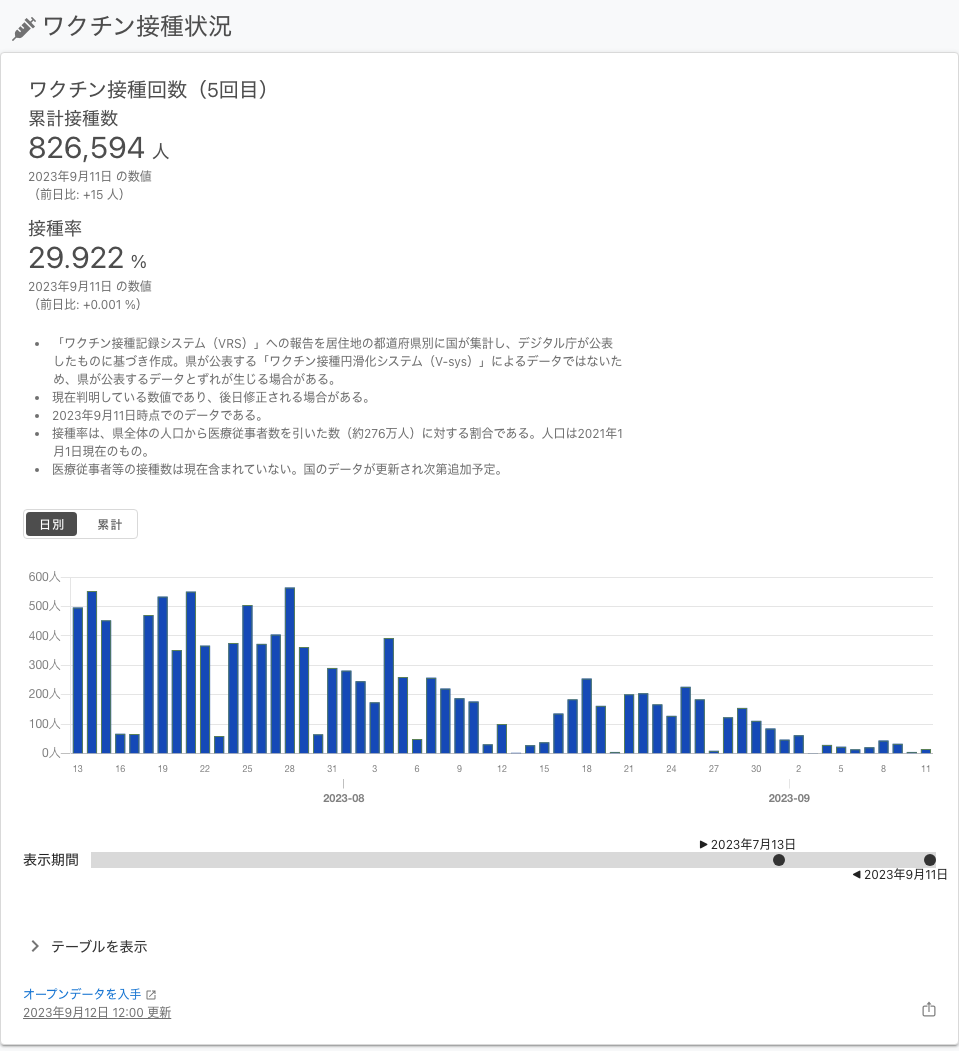 ワクチン接種状況
ワクチン接種回数（5回目）
累計接種数
826,594 人
2023年9月11日 の数値
（前日比: +15 人）
接種率
29.922 %
2023年9月11日 の数値
（前日比: +0.001 %）
「ワクチン接種記録システム（VRS）」への報告を居住地の都道府県別に国が集計し、デジタル庁が公表
したものに基づき作成。県が公表する「ワクチン接種円滑化システム（V-sys）」によるデータではないた
め、県が公表するデータとずれが生じる場合がある。
現在判明している数値であり、後日修正される場合がある。
2023年9月11日時点でのデータである。
接種率は、県全体の人口から医療従事者数を引いた数（約276万人）に対する割合である。人口は2021年1
月1日現在のもの。
医療従事者等の接種数は現在含まれていない。国のデータが更新され次第追加予定。
日別 累計
600人
500人
400人
300人
200人
100人
0人
13 16 19 22 25 28 31 3 6 9 12 15 18 21 24 27 30 2 5 8 11
2023-08 2023-09
2023年7月13日
表示期間
2023年9月11日
テーブルを表示
オープンデータを入手
2023年9月12日 12:00 更新